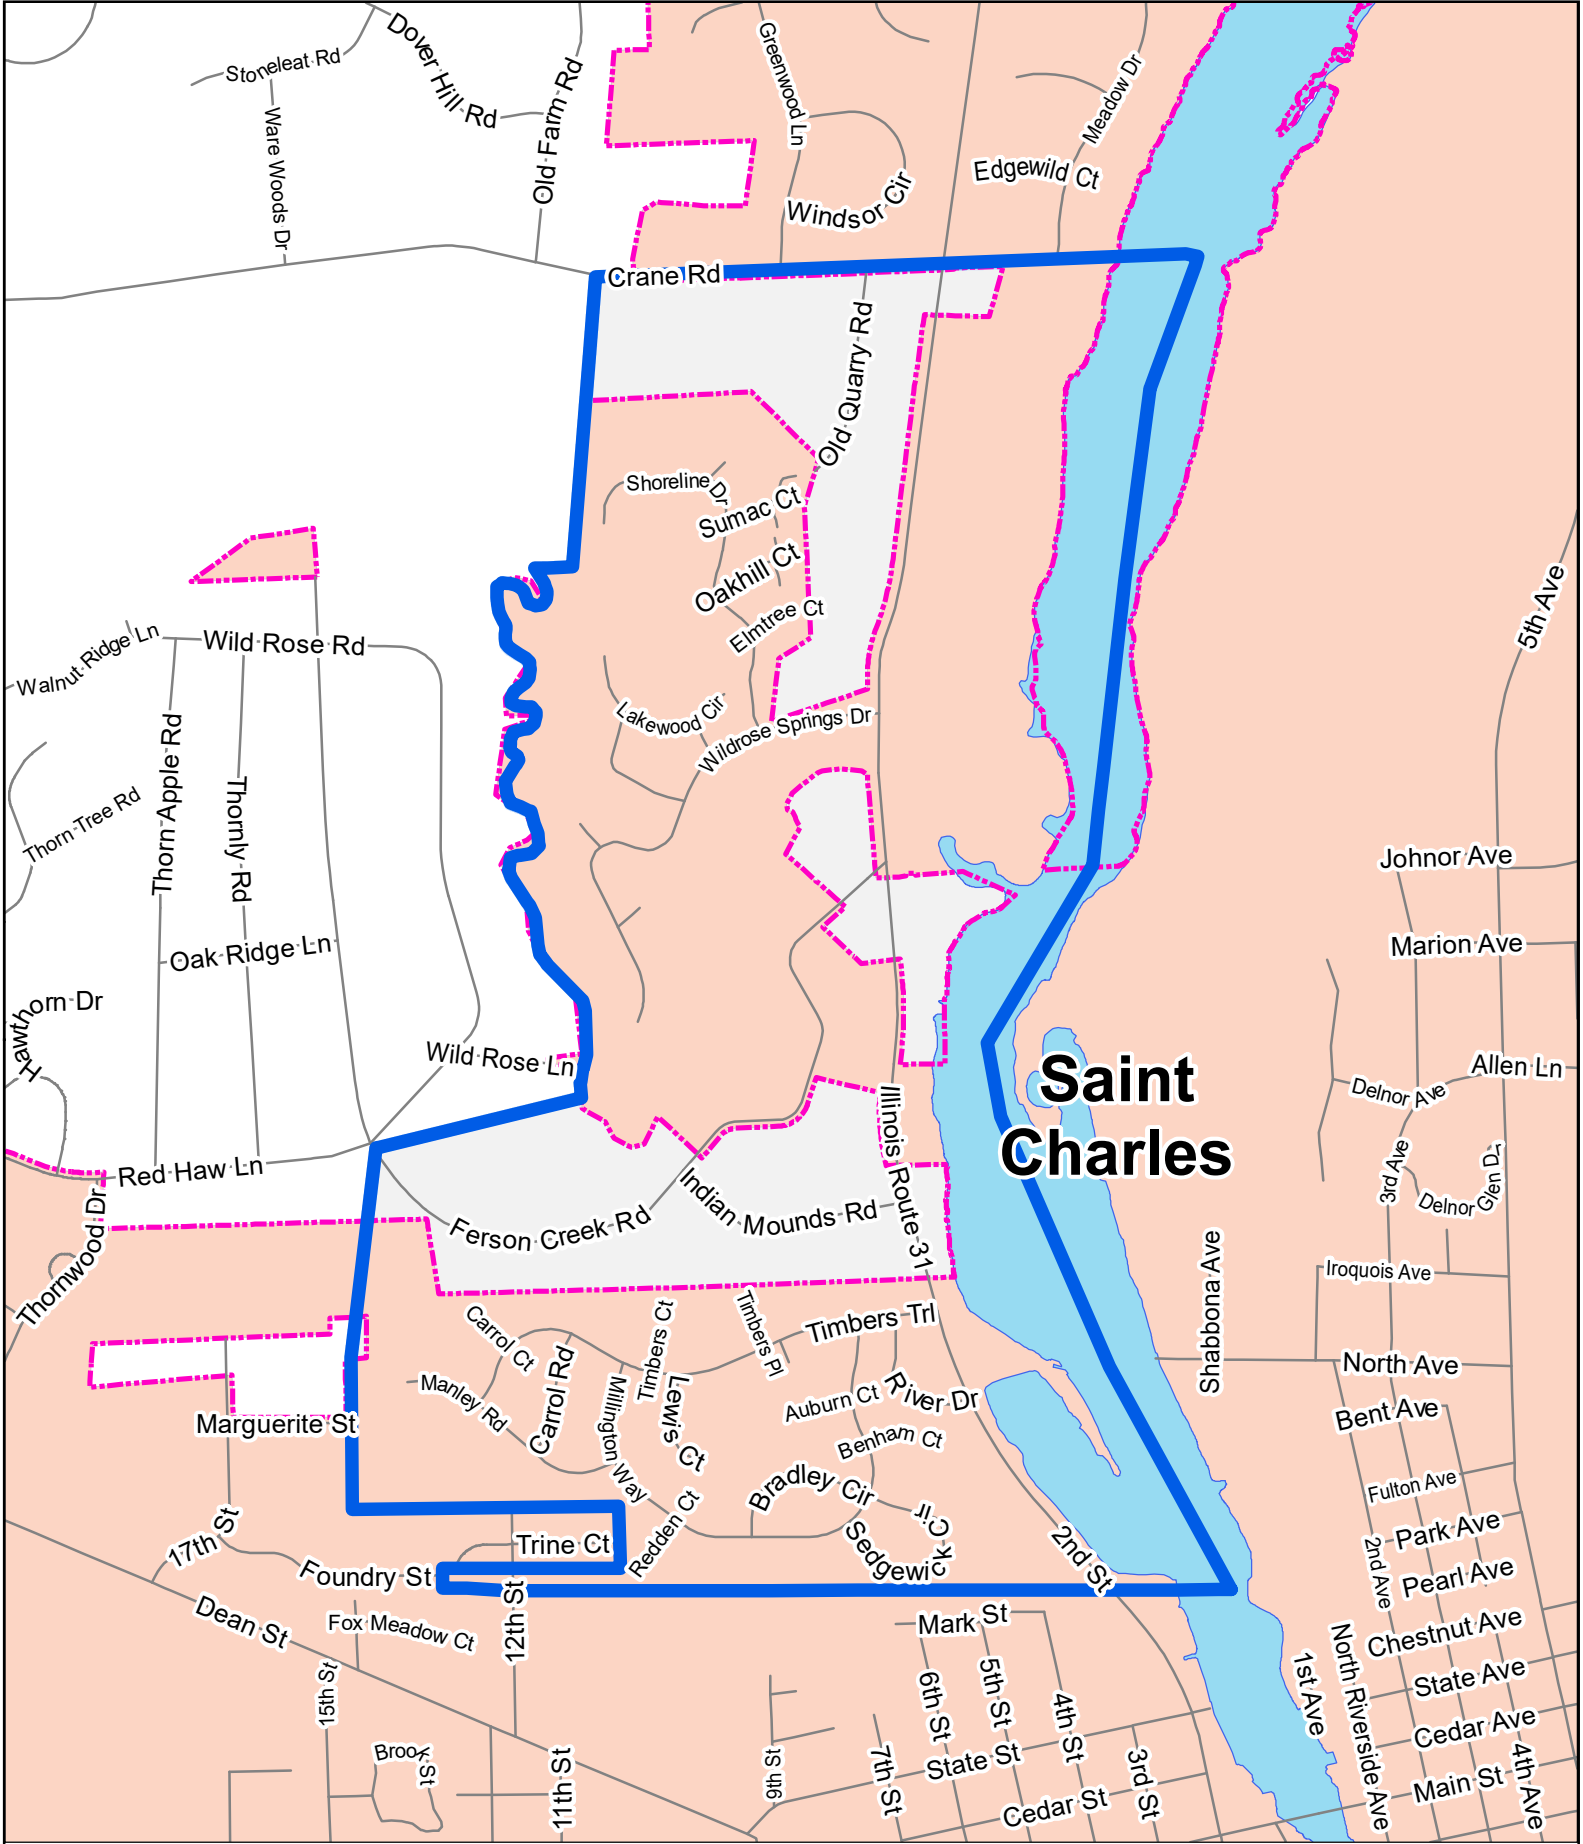 Dover Hill Rd
Stoneleat Rd
Ware Woods Dr
Old Farm Rd
Greenwood Ln
Windsor Cir
Meadow Dr
Edgewild Ct
Crane Rd
Old Quarry Rd
Shoreline Dr
Sumac Ct
Oakhill Ct
Elmtree Ct
5th Ave
Walnut Ridge Ln
Wild Rose Rd
Lakewood Cir
Wildrose Springs Dr
Thorn Apple Rd
Thornly Rd
Thorn Tree Rd
Johnor Ave
Oak Ridge Ln
Marion Ave
Hawthorn Dr
Wild Rose Ln
Saint
Charles
Allen Ln
Delnor Ave
Illinois Route 31
Red Haw Ln
3rd Ave
Delnor Glen Dr
Thornwood Dr
Ferson Creek Rd
Indian Mounds Rd
Shabbona Ave
Iroquois Ave
Carrol Ct
Timbers Ct
Timbers Pl
Timbers Trl
North Ave
Manley Rd
Carrol Rd
Millington Way
Lewis Ct
Auburn Ct
River Dr
Bent Ave
Marguerite St
Benham Ct
Bradley Cir
Fulton Ave
17th St
Trine Ct
Redden Ct
Sedgewick Cir
2nd St
Park Ave
2nd Ave
Pearl Ave
Foundry St
12th St
Dean St
Fox Meadow Ct
Mark St
Chestnut Ave
15th St
6th St
5th St
4th St
1st Ave
North Riverside Ave
State Ave
Brook St
11th St
9th St
7th St
State St
3rd St
Cedar Ave
Cedar St
Main St
4th Ave